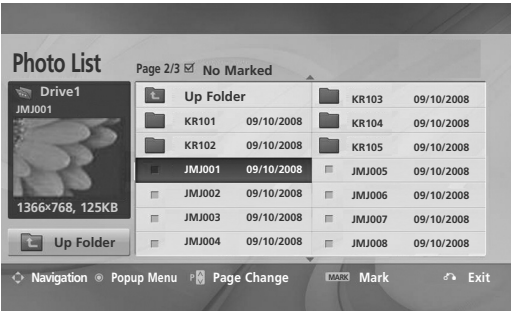 Photo List
Page 2/3 ☑ No Marked
Drive1
JMJ001
1366×768, 125KB
Up Folder
Up Folder
KR101 09/10/2008
KR102 09/10/2008
JMJ001 09/10/2008
JMJ002 09/10/2008
JMJ003 09/10/2008
JMJ004 09/10/2008
KR103 09/10/2008
KR104 09/10/2008
KR105 09/10/2008
JMJ005 09/10/2008
JMJ006 09/10/2008
JMJ007 09/10/2008
JMJ008 09/10/2008
Navigation Popup Menu P Page Change MARK Mark Exit